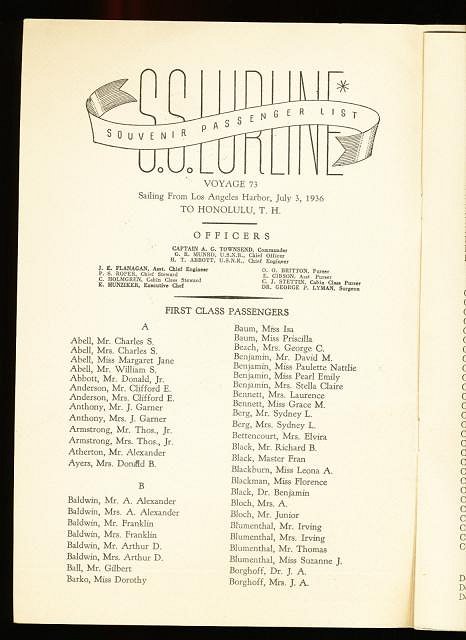 S.S. LURLINE*
SOUVENIR PASSENGER LIST
VOYAGE 73
Sailing From Los Angeles Harbor, July 3, 1936
TO HONOLULU, T. H.
OFFICERS
CAPTAIN A. G. TOWNSEND, Commander
G. R. MUNRO, U.S.N.R., Chief Officer
H. T. ABBOTT, U.S.N.R., Chief Engineer
J. E. FLANAGAN, Asst. Chief Engineer
F. S. ROPER, Chief Steward
C. HOLMGREN, Cabin Class Steward
K. HUNZIKER, Executive Chef
O. O. BRITTON, Purser
E. GIBSON, Asst. Purser
C. J. STETTIN, Cabin Class Purser
DR. GEORGE P. LYMAN, Surgeon
FIRST CLASS PASSENGERS
A
Abell, Mr. Charles S.
Abell, Mrs. Charles S.
Abell, Miss Margaret Jane
Abell, Mr. William S.
Abbott, Mr. Donald, Jr.
Anderson, Mr. Clifford E.
Anderson, Mrs. Clifford E.
Anthony, Mr. J. Garner
Anthony, Mrs. J. Garner
Armstrong, Mr. Thos., Jr.
Armstrong, Mrs. Thos., Jr.
Atherton, Mr. Alexander
Ayers, Mrs. Donald B.
B
Baldwin, Mr. A. Alexander
Baldwin, Mrs. A. Alexander
Baldwin, Mr. Franklin
Baldwin, Mrs. Franklin
Baldwin, Mr. Arthur D.
Baldwin, Mrs. Arthur D.
Ball, Mr. Gilbert
Barko, Miss Dorothy
Baum, Miss Isa
Baum, Miss Priscilla
Beach, Mrs. George C.
Benjamin, Mr. David M.
Benjamin, Miss Paulette Nattlie
Benjamin, Miss Pearl Emily
Benjamin, Mrs. Stella Claire
Bennett, Mrs. Laurence
Bennett, Miss Grace M.
Berg, Mr. Sydney L.
Berg, Mrs. Sydney L.
Bettencourt, Mrs. Elvira
Black, Mr. Richard B.
Black, Master Fran
Blackburn, Miss Leona A.
Blackman, Miss Florence
Black, Dr. Benjamin
Bloch, Mrs. A.
Bloch, Mr. Junior
Blumenthal, Mr. Irving
Blumenthal, Mrs. Irving
Blumenthal, Mr. Thomas
Blumenthal, Miss Suzanne J.
Borghoff, Dr. J. A.
Borghoff, Mrs. J. A.